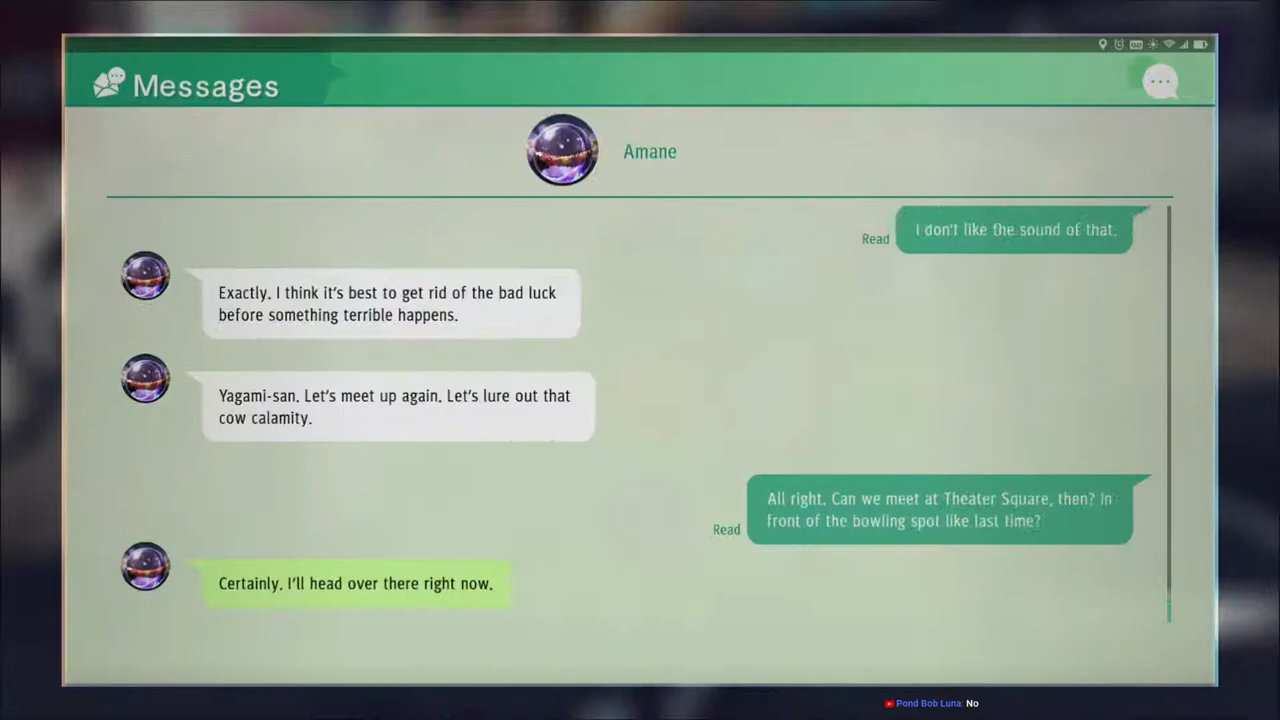 Messages
Amane
I don't like the sound of that.
Read
Exactly. I think it's best to get rid of the bad luck
before something terrible happens.
Yagami-san. Let's meet up again. Let's lure out that
cow calamity.
All right. Can we meet at Theater Square, then? In
front of the bowling spot like last time?
Read
Certainly. I'll head over there right now.
Pond Bob Luna: No